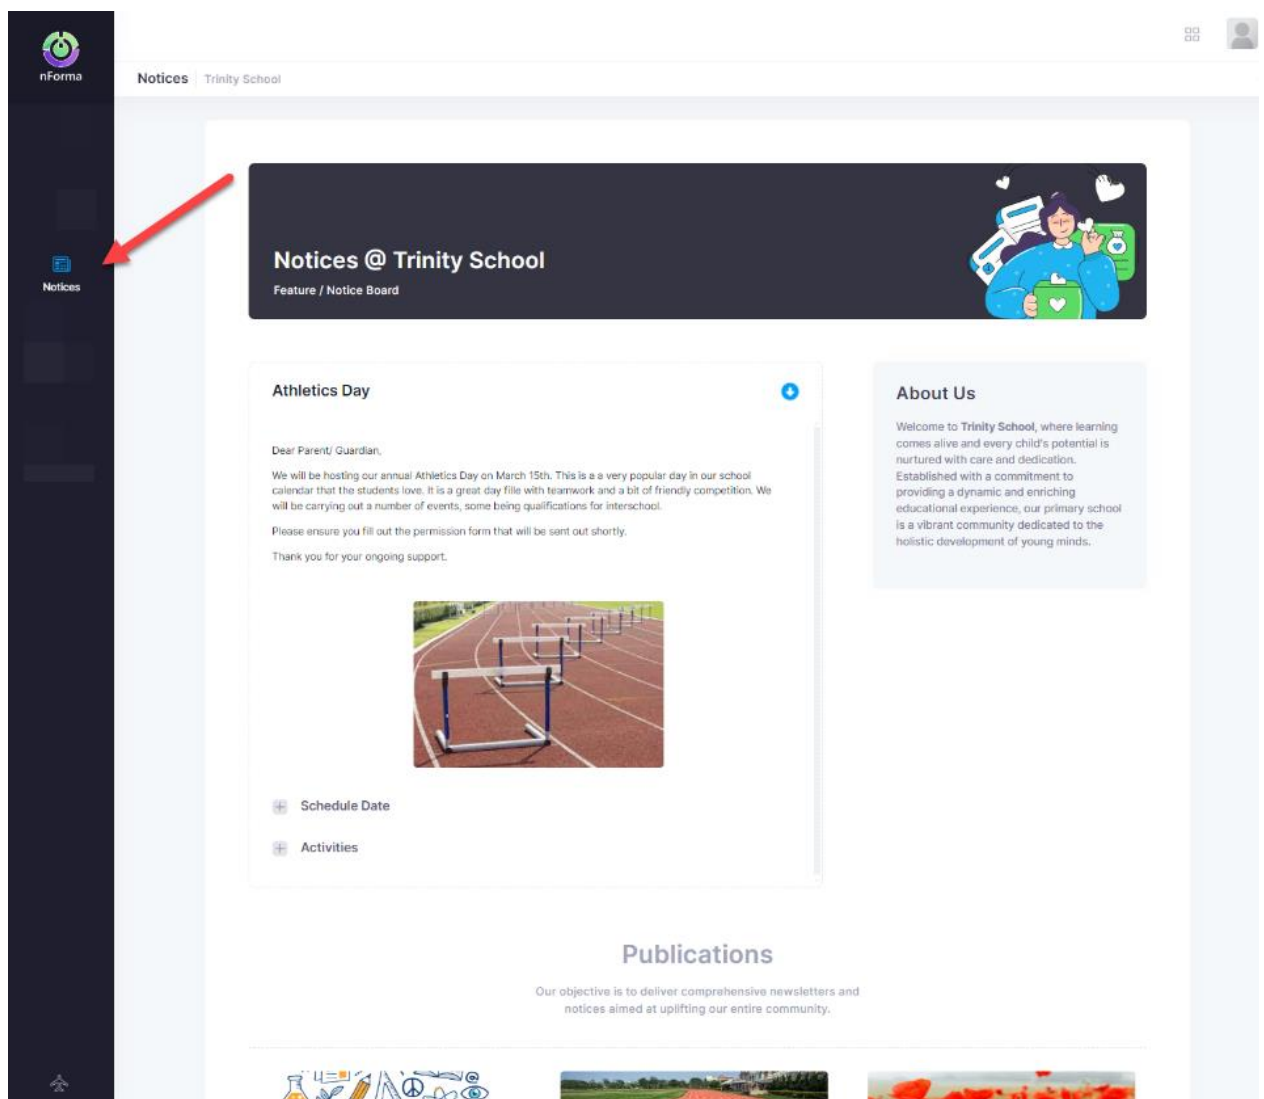 nForma
Notices
Trinity School
Notices
Notices @ Trinity School
Feature / Notice Board
Athletics Day
Dear Parent/ Guardian,
We will be hosting our annual Athletics Day on March 15th. This is a a very popular day in our school
calendar that the students love. It is a great day fille with teamwork and a bit of friendly competition. We
will be carrying out a number of events, some being qualifications for interschool.
Please ensure you fill out the permission form that will be sent out shortly.
Thank you for your ongoing support.
Schedule Date
Activities
About Us
Welcome to Trinity School, where learning
comes alive and every child's potential is
nurtured with care and dedication.
Established with a commitment to
providing a dynamic and enriching
educational experience, our primary school
is a vibrant community dedicated to the
holistic development of young minds.
Publications
Our objective is to deliver comprehensive newsletters and
notices aimed at uplifting our entire community.